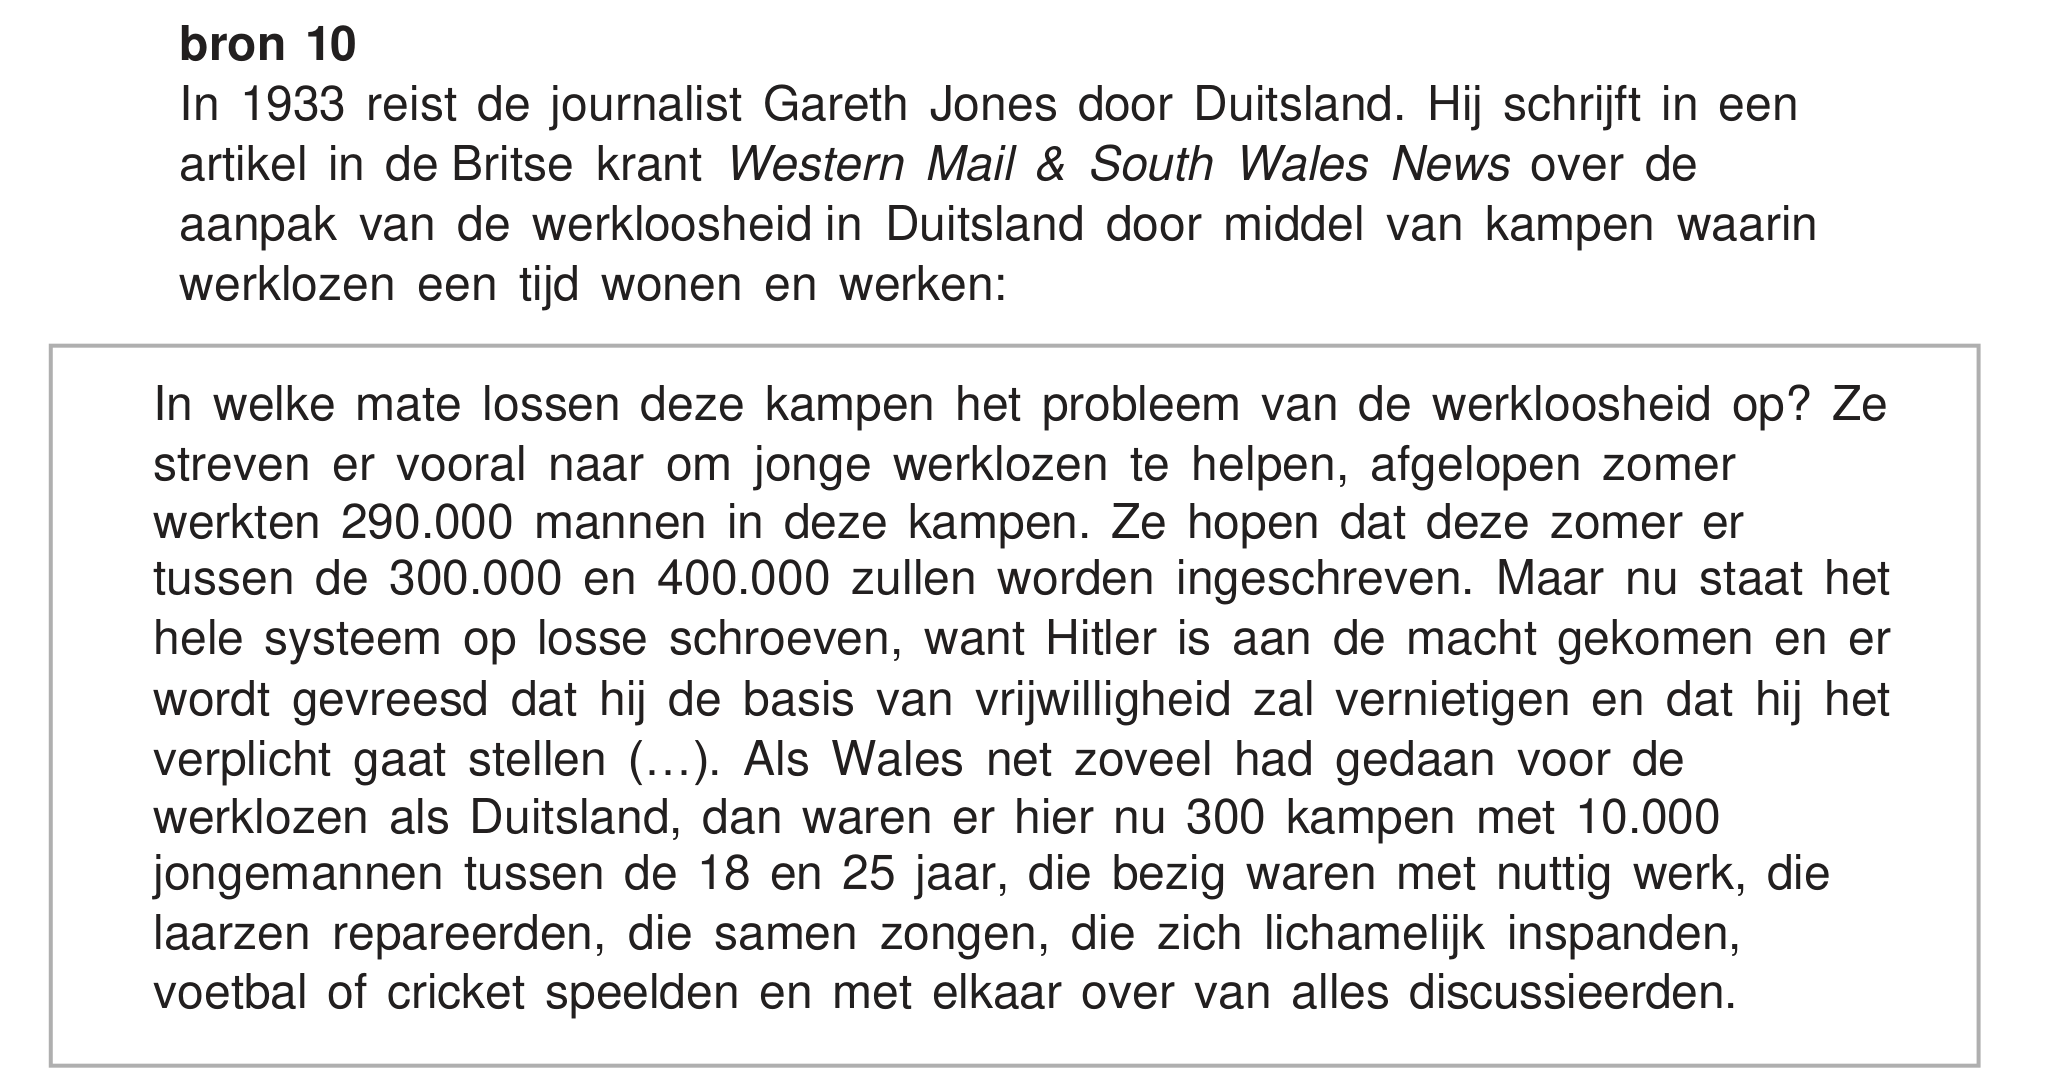 bron 10
In 1933 reist de journalist Gareth Jones door Duitsland. Hij schrijft in een
artikel in de Britse krant Western Mail & South Wales News over de
aanpak van de werkloosheid in Duitsland door middel van kampen waarin
werklozen een tijd wonen en werken:
In welke mate lossen deze kampen het probleem van de werkloosheid op? Ze
streven er vooral naar om jonge werklozen te helpen, afgelopen zomer
werkten 290.000 mannen in deze kampen. Ze hopen dat deze zomer er
tussen de 300.000 en 400.000 zullen worden ingeschreven. Maar nu staat het
hele systeem op losse schroeven, want Hitler is aan de macht gekomen en er
wordt gevreesd dat hij de basis van vrijwilligheid zal vernietigen en dat hij het
verplicht gaat stellen (…). Als Wales net zoveel had gedaan voor de
werklozen als Duitsland, dan waren er hier nu 300 kampen met 10.000
jongemannen tussen de 18 en 25 jaar, die bezig waren met nuttig werk, die
laarzen repareerden, die samen zongen, die zich lichamelijk inspanden,
voetbal of cricket speelden en met elkaar over van alles discussieerden.